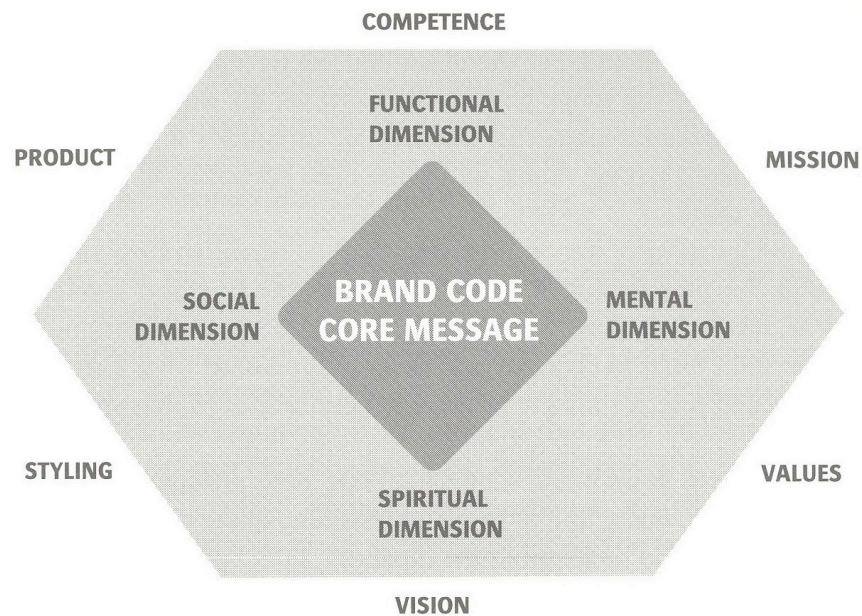 COMPETENCE
FUNCTIONAL
DIMENSION
PRODUCT
MISSION
SOCIAL
DIMENSION
BRAND CODE
CORE MESSAGE
MENTAL
DIMENSION
STYLING
VALUES
SPIRITUAL
DIMENSION
VISION